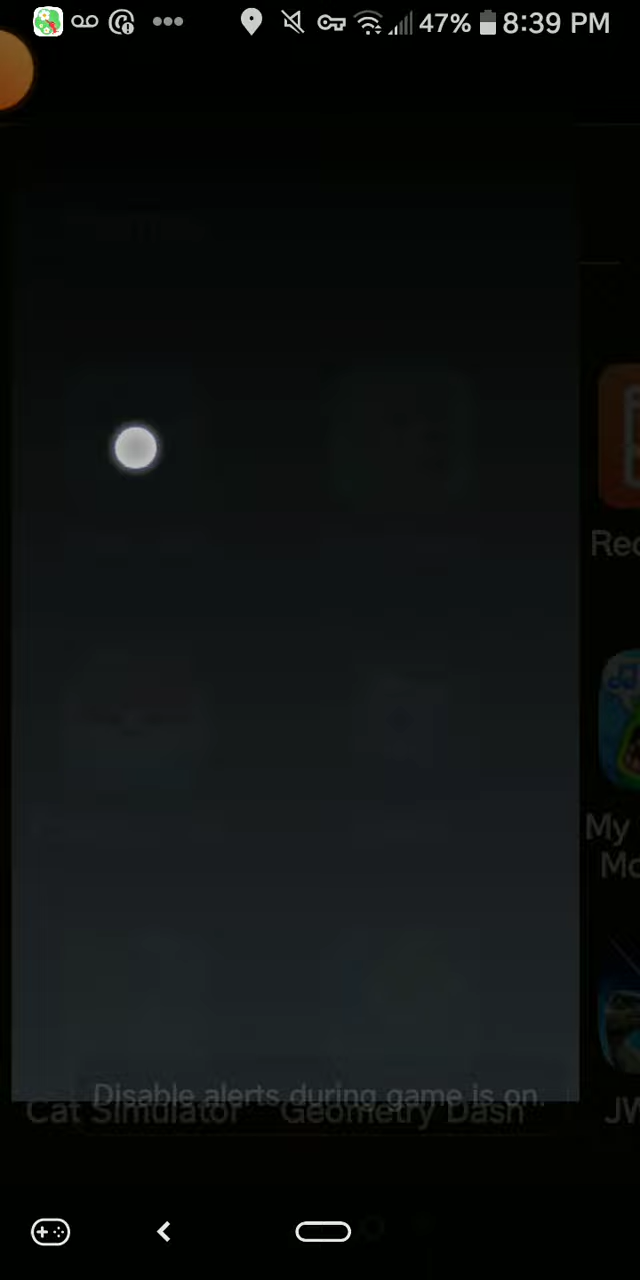 47% 8:39 PM
Rec
My
Mo
Disable alerts during game is on.
Cat Simulator Geometry Dash JW